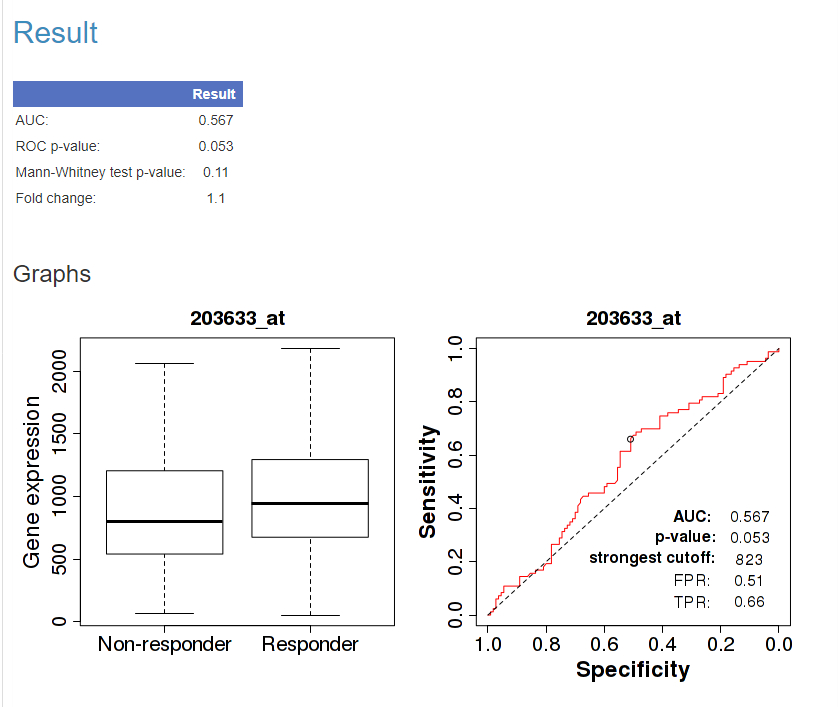 Result
Result
AUC: 0.567
ROC p-value: 0.053
Mann-Whitney test p-value: 0.11
Fold change: 1.1
Graphs
203633_at
Gene expression
2000
1500
1000
500
0
Non-responder Responder
203633_at
Sensitivity
1.0
0.8
0.6
0.4
0.2
0.0
AUC: 0.567
p-value: 0.053
strongest cutoff: 823
FPR: 0.51
TPR: 0.66
1.0 0.8 0.6 0.4 0.2 0.0
Specificity